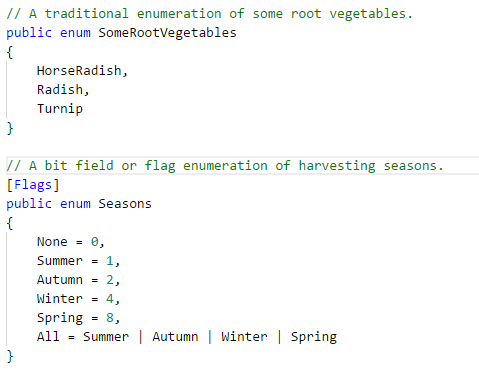 // A traditional enumeration of some root vegetables.
public enum SomeRootVegetables
{
    HorseRadish,
    Radish,
    Turnip
}

// A bit field or flag enumeration of harvesting seasons.
[Flags]
public enum Seasons
{
    None = 0,
    Summer = 1,
    Autumn = 2,
    Winter = 4,
    Spring = 8,
    All = Summer | Autumn | Winter | Spring
}